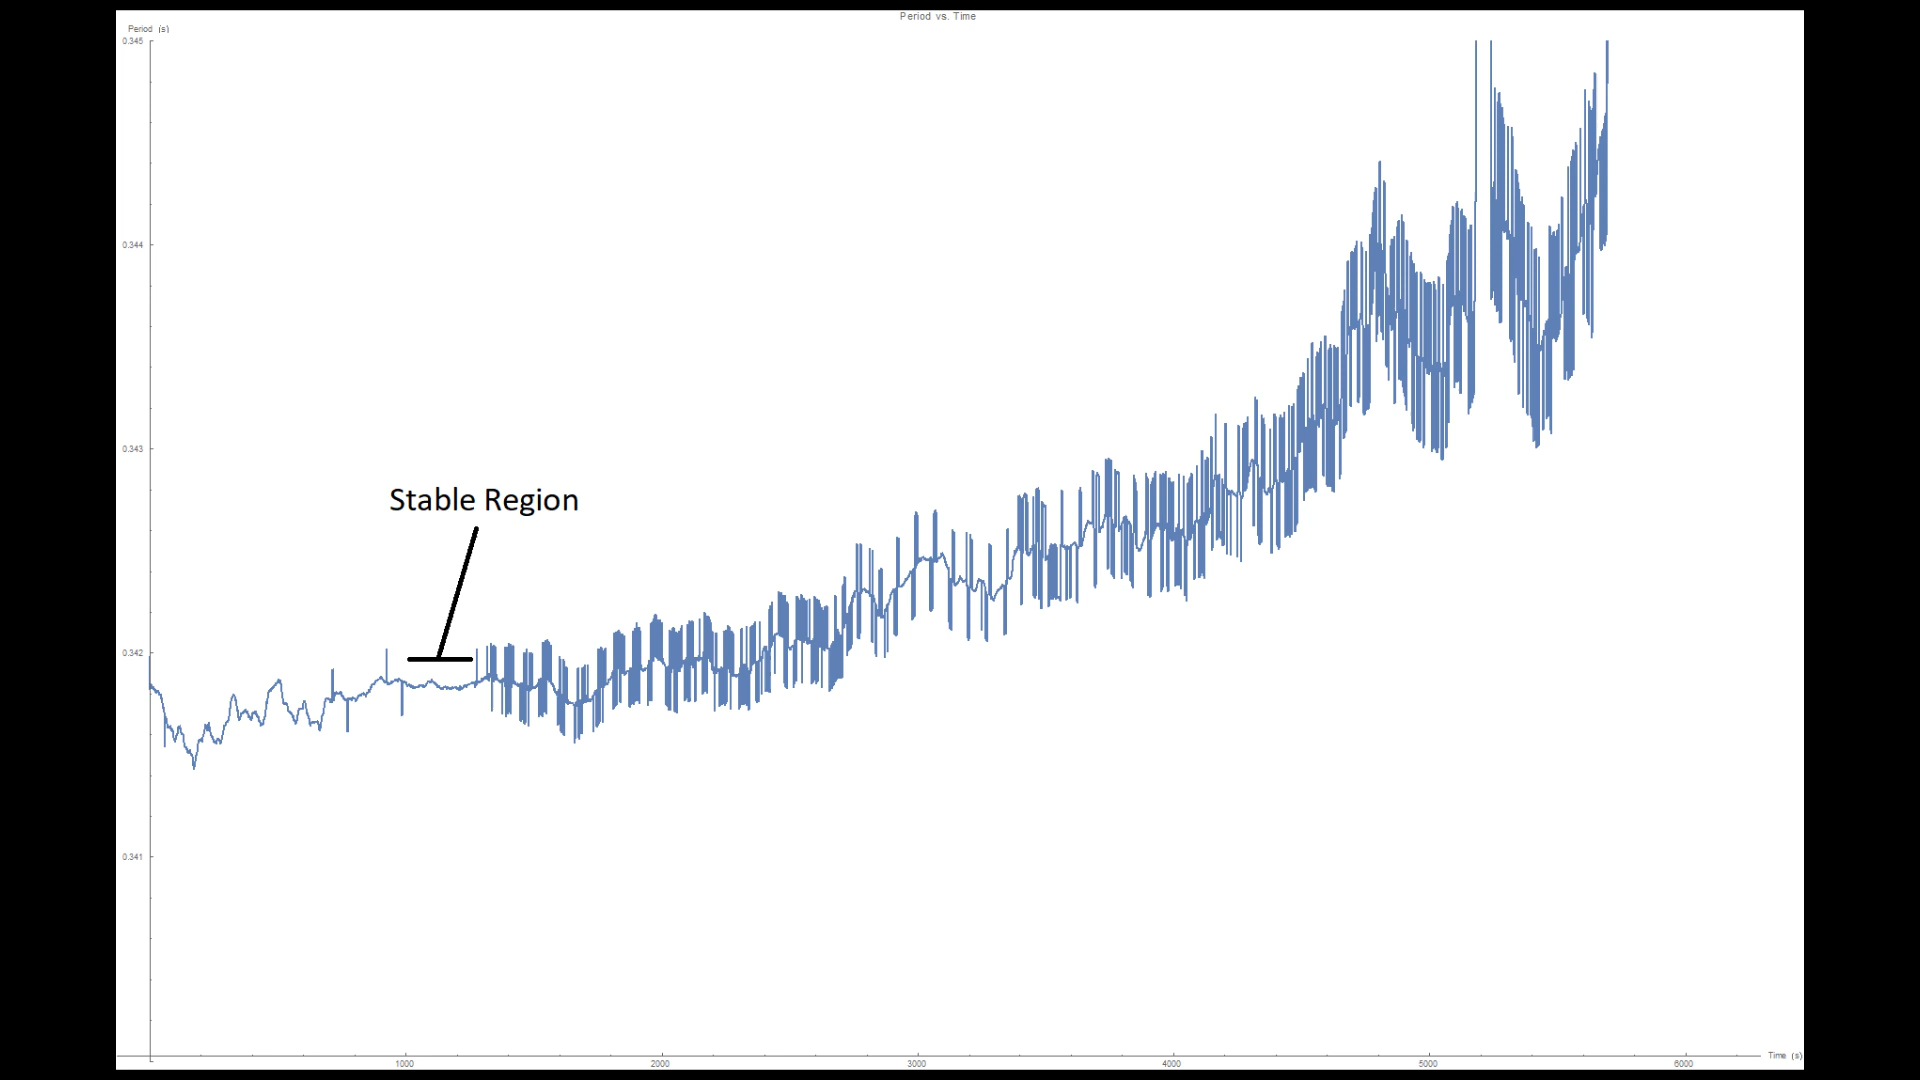 Period vs. Time
Period (s)
0.345
0.344
0.343
Stable Region
0.342
0.341
1000
2000
3000
4000
5000
6000
Time (s)